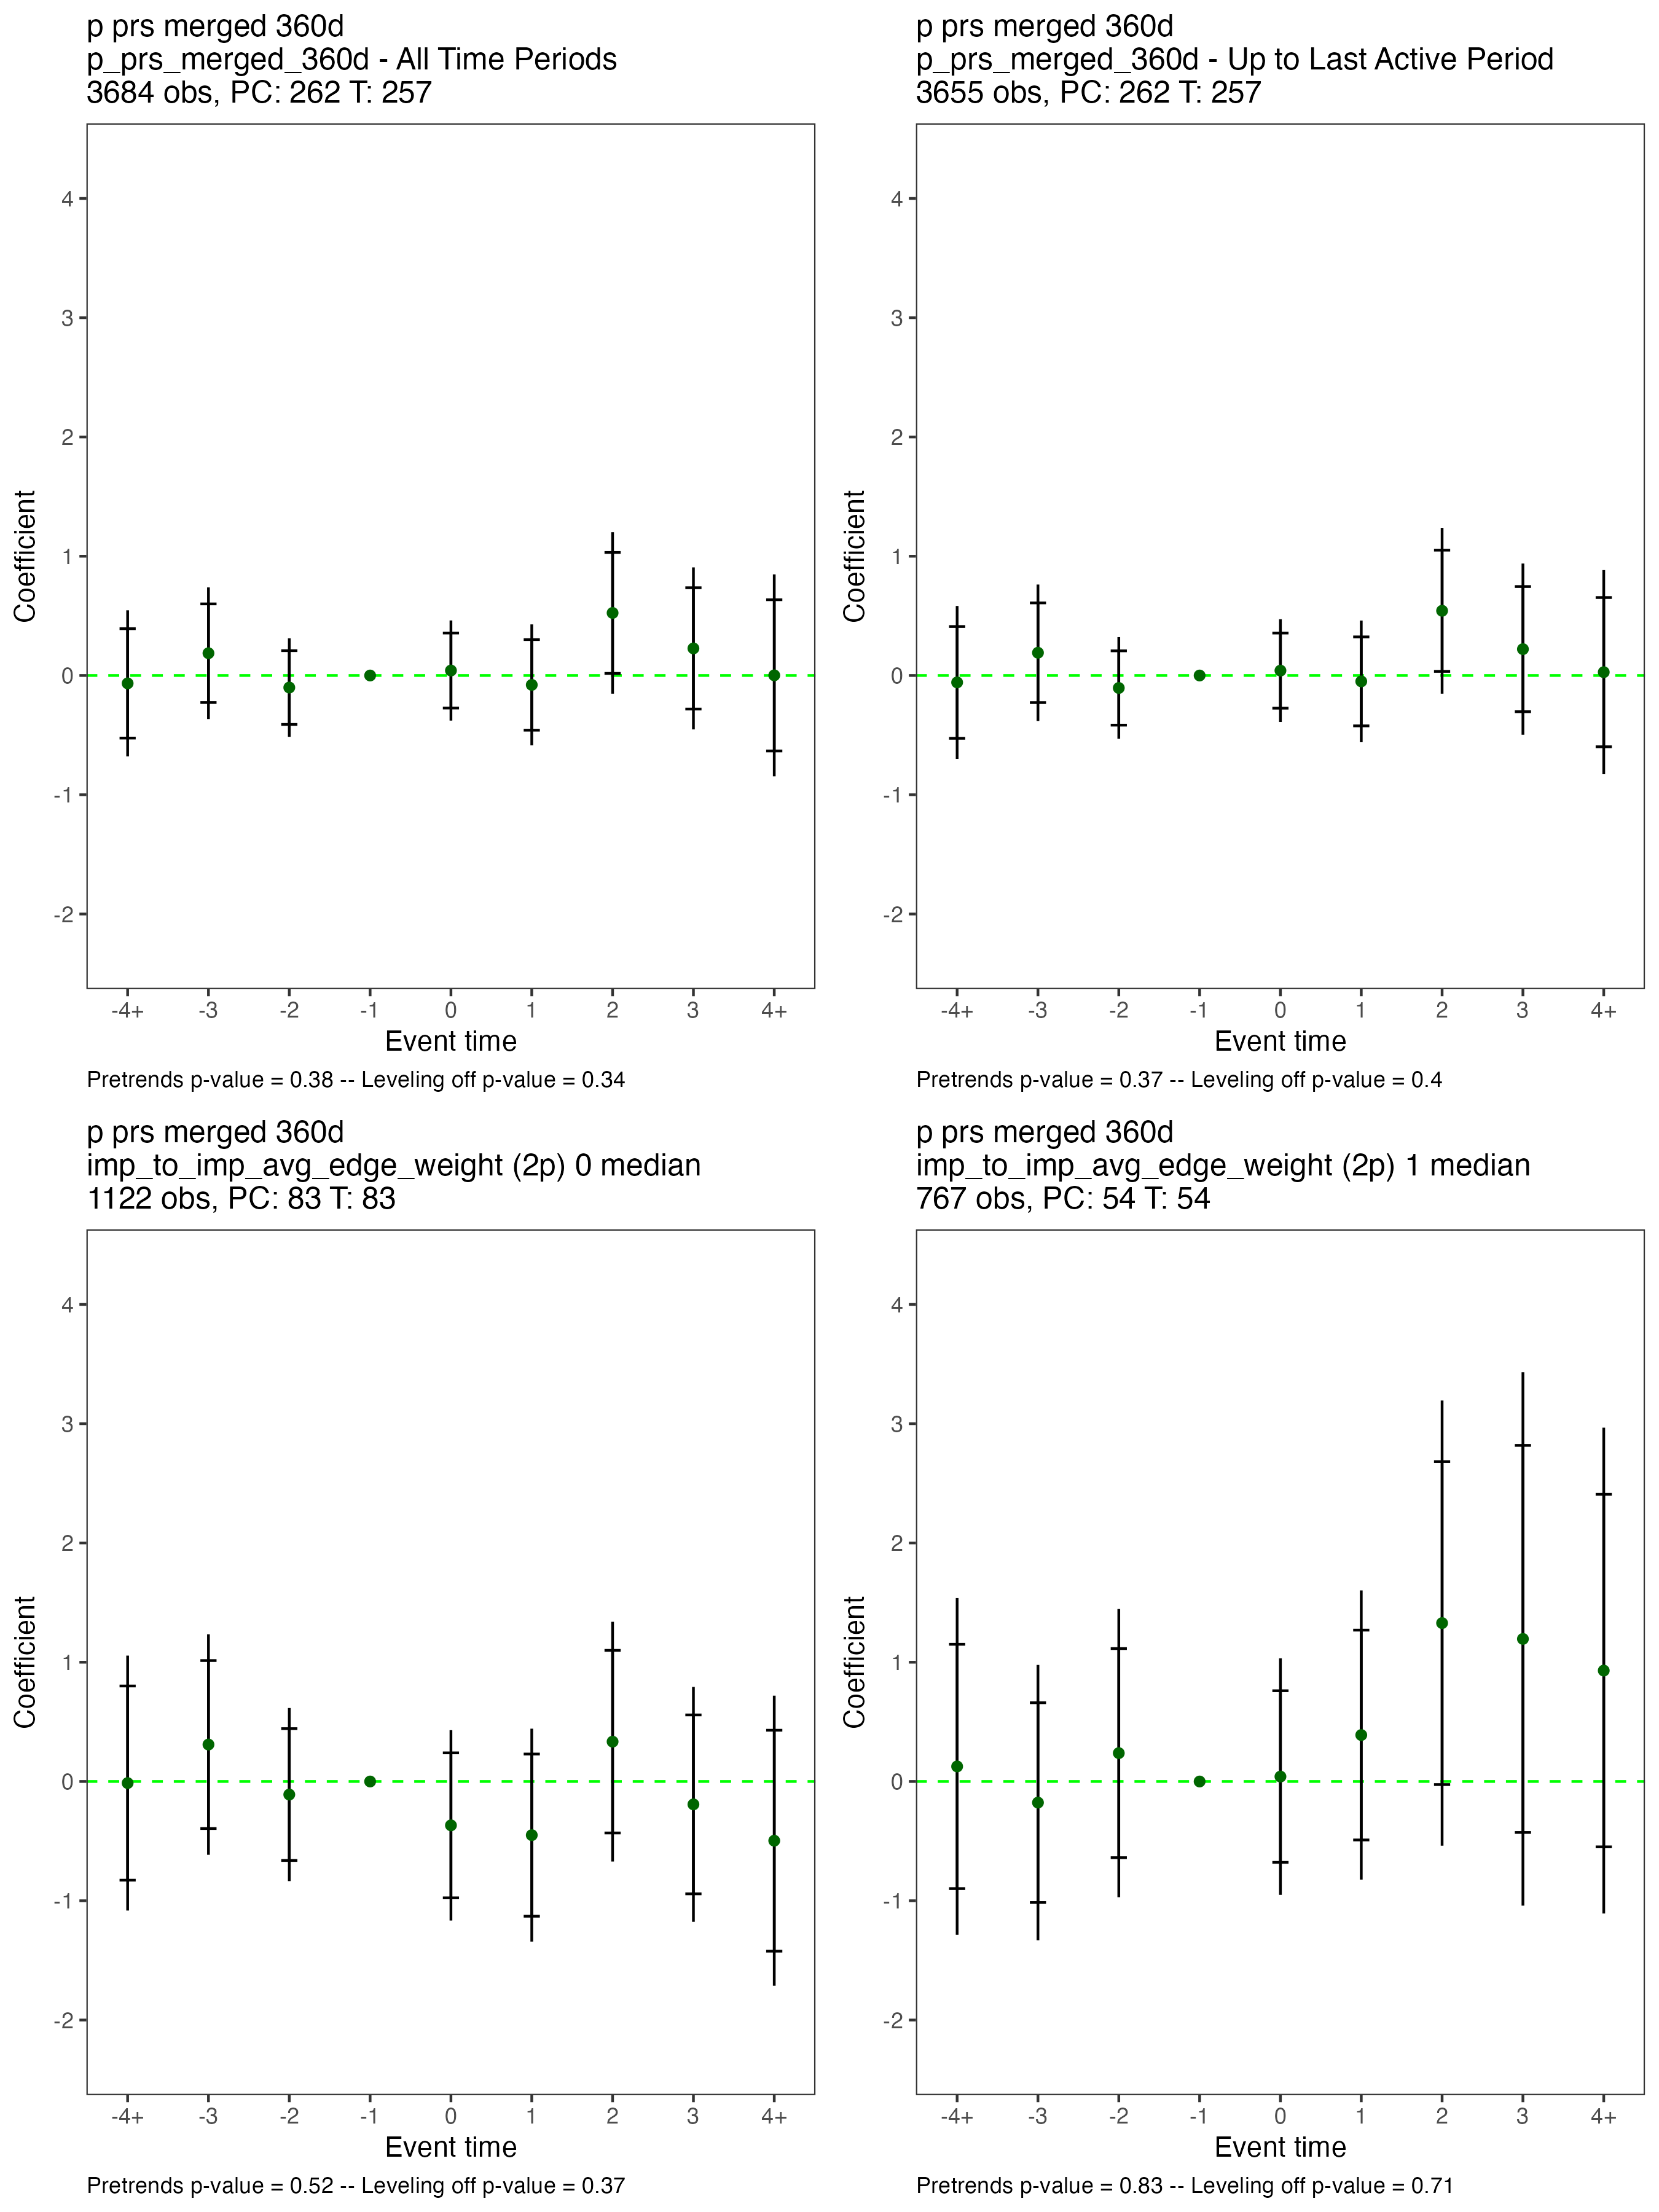 p prs merged 360d
p_prs_merged_360d - All Time Periods
3684 obs, PC: 262 T: 257
4
3
2
1
0
-1
-2
Coefficient
-4+ -3 -2 -1 0 1 2 3 4+
Event time
Pretrends p-value = 0.38 -- Leveling off p-value = 0.34
p prs merged 360d
p_prs_merged_360d - Up to Last Active Period
3655 obs, PC: 262 T: 257
4
3
2
1
0
-1
-2
Coefficient
-4+ -3 -2 -1 0 1 2 3 4+
Event time
Pretrends p-value = 0.37 -- Leveling off p-value = 0.4
p prs merged 360d
imp_to_imp_avg_edge_weight (2p) 0 median
1122 obs, PC: 83 T: 83
4
3
2
1
0
-1
-2
Coefficient
-4+ -3 -2 -1 0 1 2 3 4+
Event time
Pretrends p-value = 0.52 -- Leveling off p-value = 0.37
p prs merged 360d
imp_to_imp_avg_edge_weight (2p) 1 median
767 obs, PC: 54 T: 54
4
3
2
1
0
-1
-2
Coefficient
-4+ -3 -2 -1 0 1 2 3 4+
Event time
Pretrends p-value = 0.83 -- Leveling off p-value = 0.71